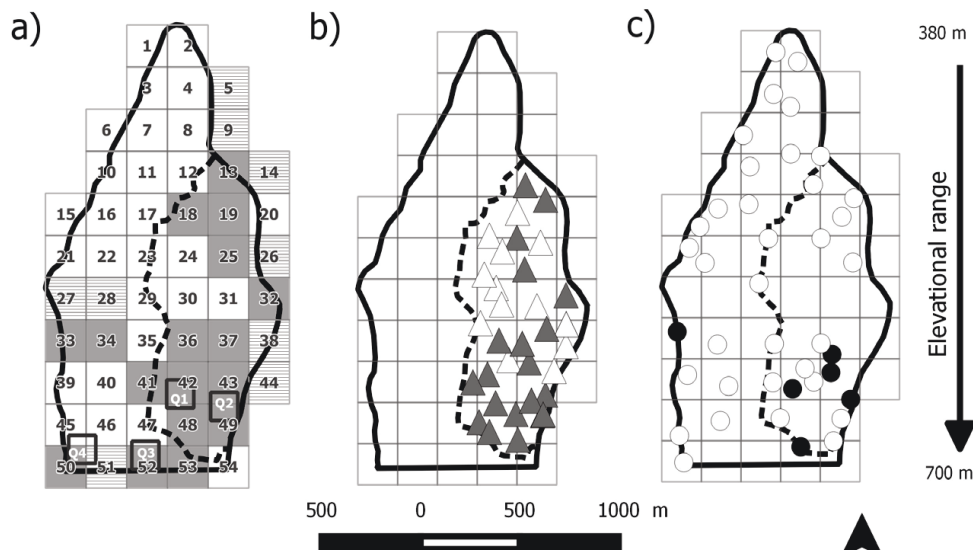 a)
b)
c)
380 m
1 2
3 4 5
6 7 8 9
10 11 12 13 14
15 16 17 18 19 20
21 22 23 24 25 26
27 28 29 30 31 32
33 34 35 36 37 38
39 40 41 42 43 44
Q1 Q2
45 46 47 48 49
Q4 Q3
50 51 52 53 54
Elevational range
700 m
500 0 500 1000 m